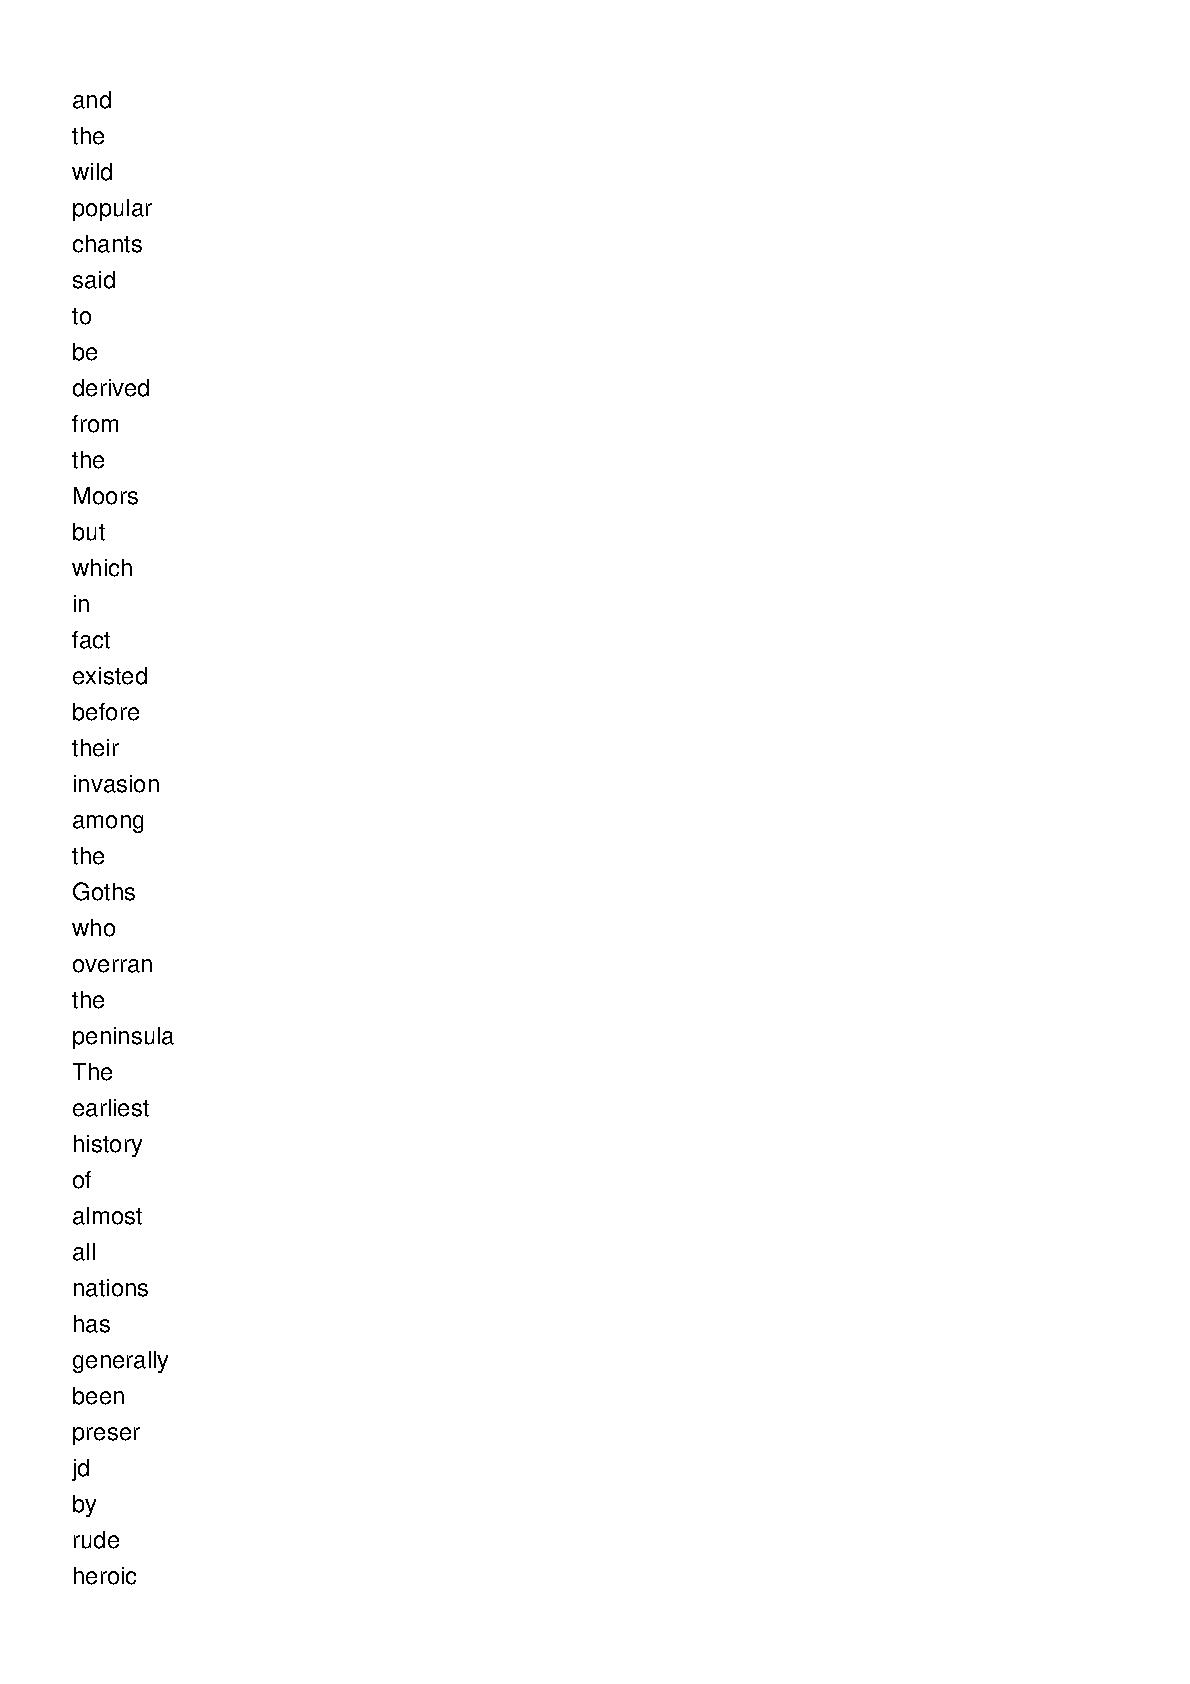 and
the
wild
popular
chants
said
to
be
derived
from
the
Moors
but
which
in
fact
existed
before
their
invasion
among
the
Goths
who
overran
the
peninsula
The
earliest
history
of
almost
all
nations
has
generally
been
preser
jd
by
rude
heroic